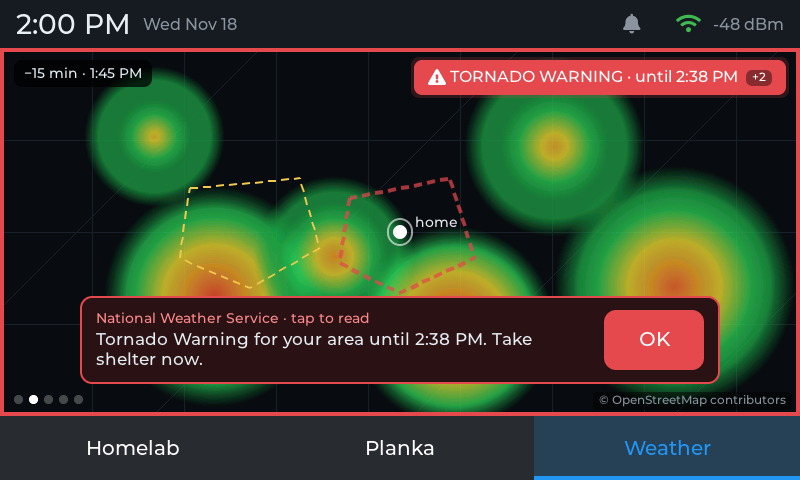 2:00 PM Wed Nov 18 -48 dBm
−15 min · 1:45 PM
TORNADO WARNING · until 2:38 PM +2
home
National Weather Service · tap to read
Tornado Warning for your area until 2:38 PM. Take
shelter now.
OK
© OpenStreetMap contributors
Homelab Planka Weather